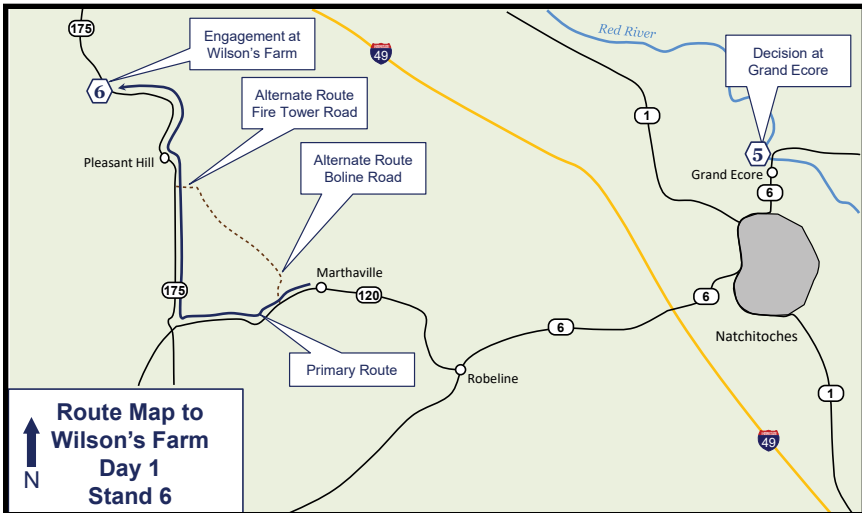 175
Engagement at
Wilson's Farm
6
49
Red River
Decision at
Grand Ecore
Alternate Route
Fire Tower Road
1
Alternate Route
Boline Road
5
Pleasant Hill
Grand Ecore
6
Marthaville
175
120
6
6
Natchitoches
Primary Route
Robeline
1
49
Route Map to
Wilson's Farm
Day 1
Stand 6
N